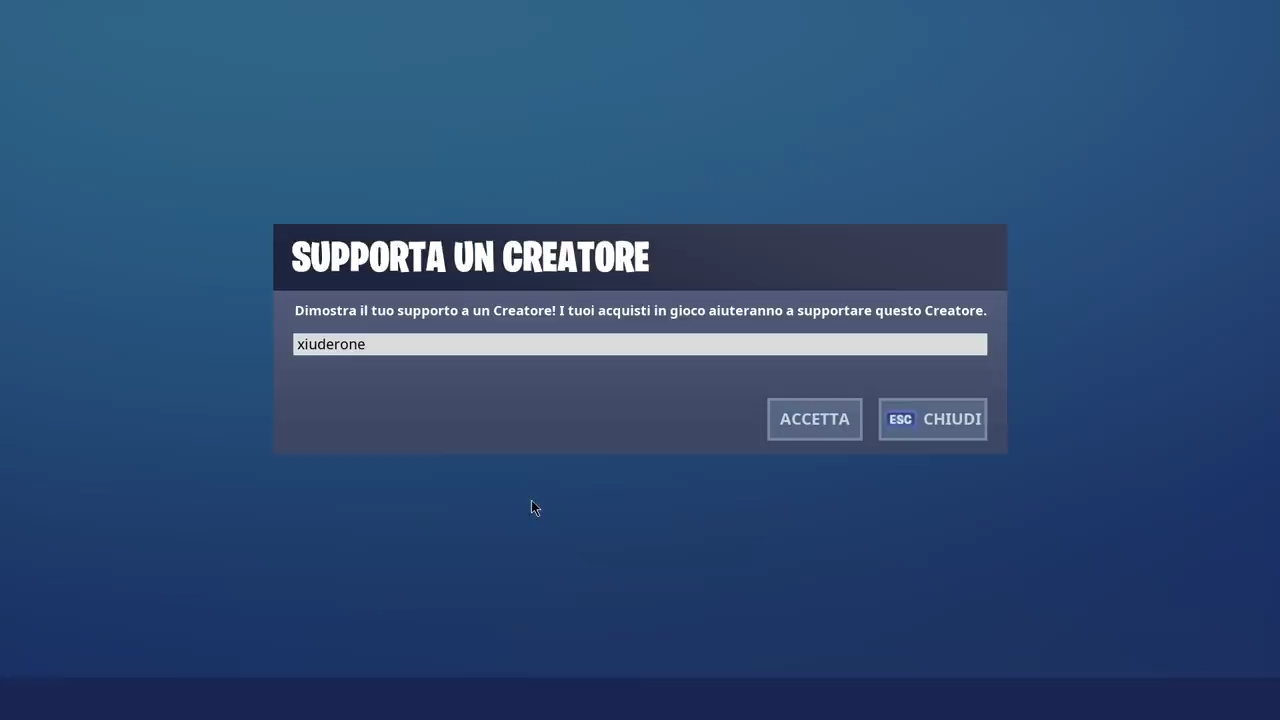 SUPPORTA UN CREATORE
Dimostra il tuo supporto a un Creatore! I tuoi acquisti in gioco aiuteranno a supportare questo Creatore.
xiuderone
ACCETTA
ESC CHIUDI